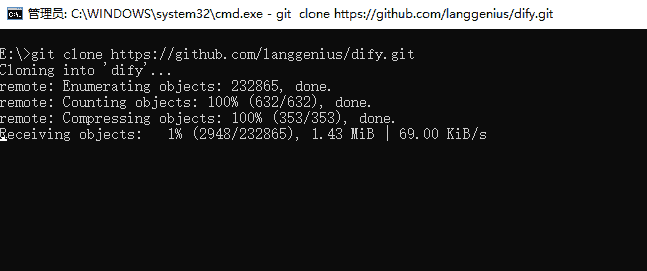 管理员: C:\WINDOWS\system32\cmd.exe - git  clone https://github.com/langgenius/dify.git
E:\>git clone https://github.com/langgenius/dify.git
Cloning into 'dify'...
remote: Enumerating objects: 232865, done.
remote: Counting objects: 100% (632/632), done.
remote: Compressing objects: 100% (353/353), done.
Receiving objects:   1% (2948/232865), 1.43 MiB | 69.00 KiB/s